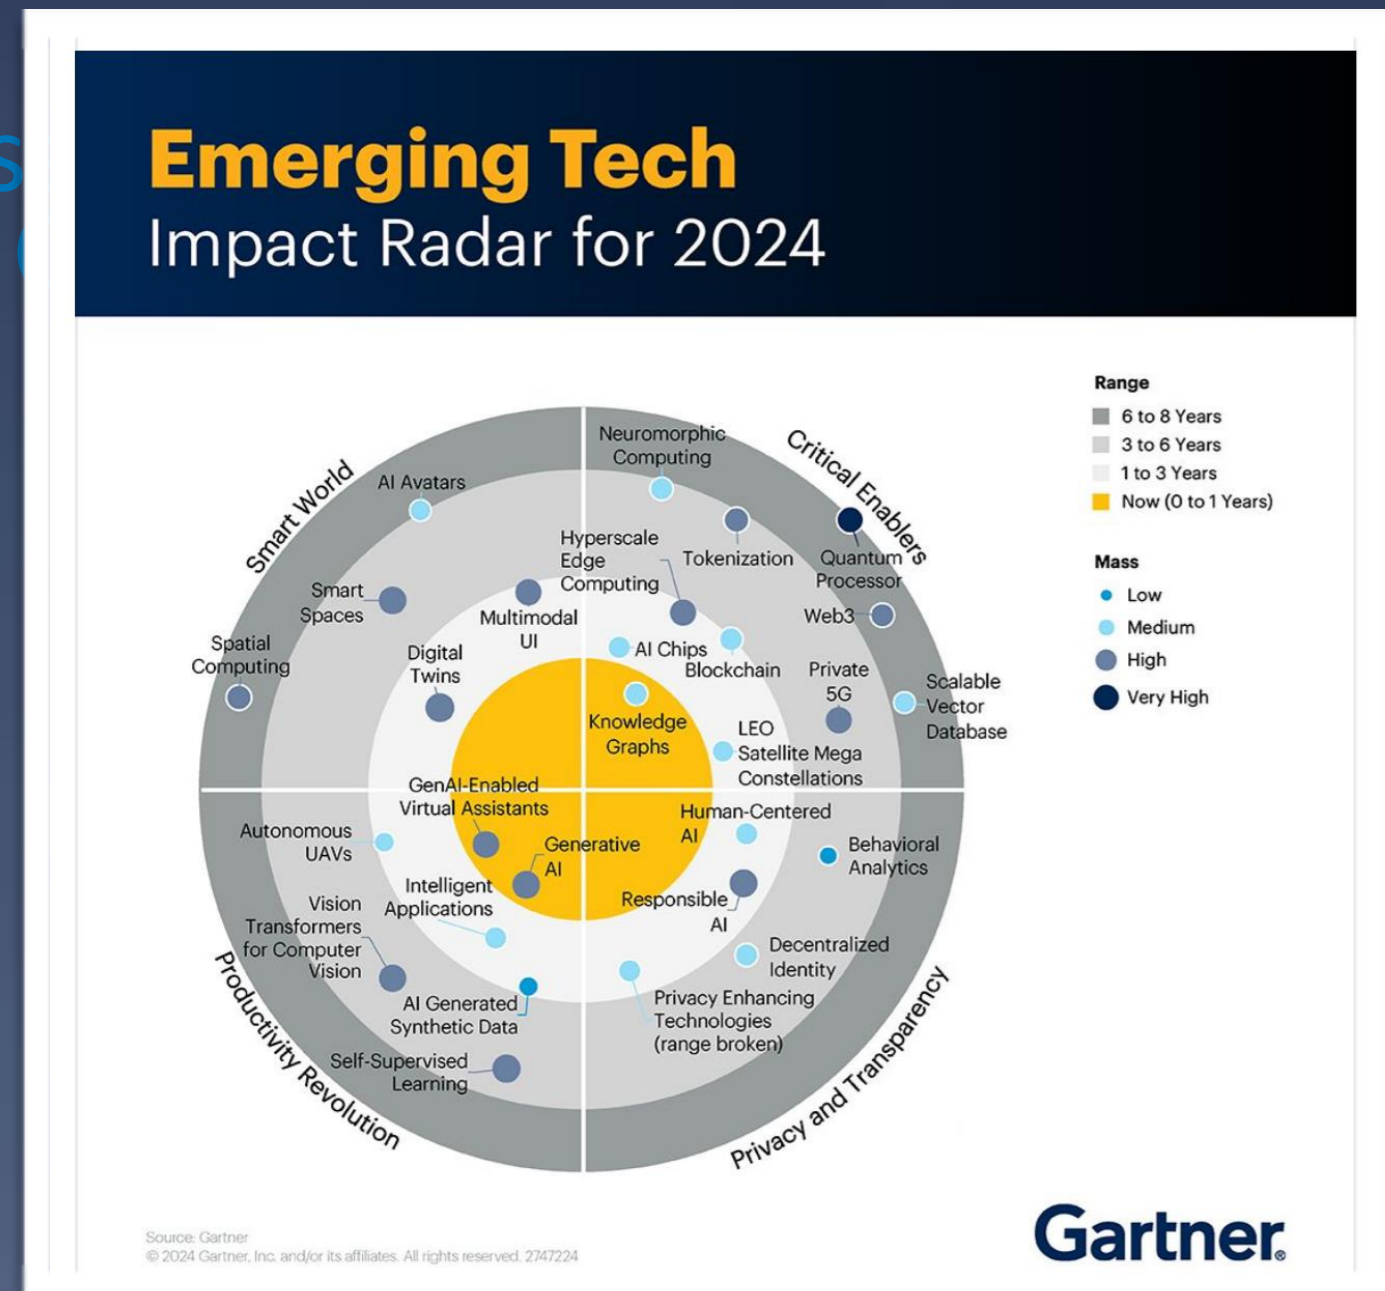 s
Emerging Tech
Impact Radar for 2024
Range
6 to 8 Years
3 to 6 Years
1 to 3 Years
Now (0 to 1 Years)
Mass
Low
Medium
High
Very High
Smart World
AI Avatars
Smart
Spaces
Spatial
Computing
Multimodal
UI
Digital
Twins
Critical Enablers
Neuromorphic
Computing
Tokenization
Quantum
Processor
Hyperscale
Edge
Computing
Web3
AI Chips
Blockchain
Private
5G
Scalable
Vector
Database
Knowledge
Graphs
LEO
Satellite Mega
Constellations
Productivity Revolution
GenAI-Enabled
Virtual Assistants
Autonomous
UAVs
Generative
AI
Intelligent
Applications
Vision
Transformers
for Computer
Vision
AI Generated
Synthetic Data
Self-Supervised
Learning
Privacy and Transparency
Human-Centered
AI
Behavioral
Analytics
Responsible
AI
Decentralized
Identity
Privacy Enhancing
Technologies
(range broken)
Source: Gartner
© 2024 Gartner, Inc. and/or its affiliates. All rights reserved. 2747224
Gartner®